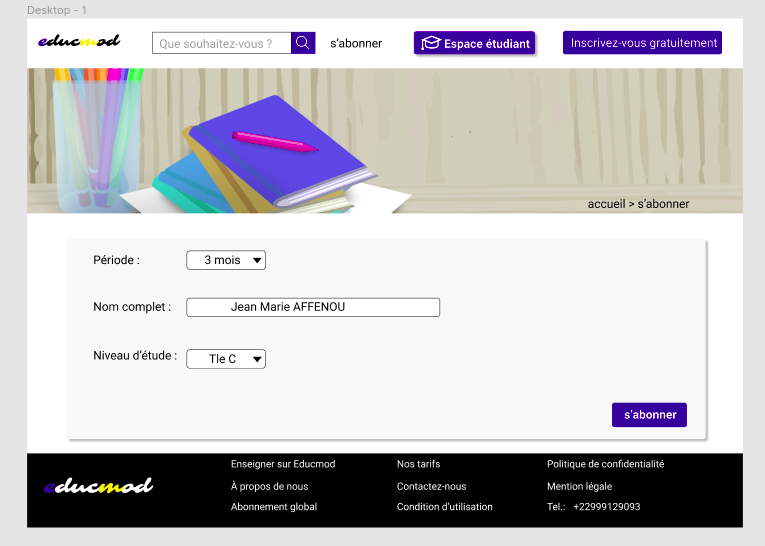 Desktop - 1
educmod
Que souhaitez-vous ?
s'abonner
Espace étudiant
Inscrivez-vous gratuitement
accueil > s'abonner
Période :
3 mois
Nom complet :
Jean Marie AFFENOU
Niveau d'étude :
Tle C
s'abonner
educmod
Enseigner sur Educmod
Nos tarifs
Politique de confidentialité
À propos de nous
Contactez-nous
Mention légale
Abonnement global
Condition d'utilisation
Tel.: +22999129093